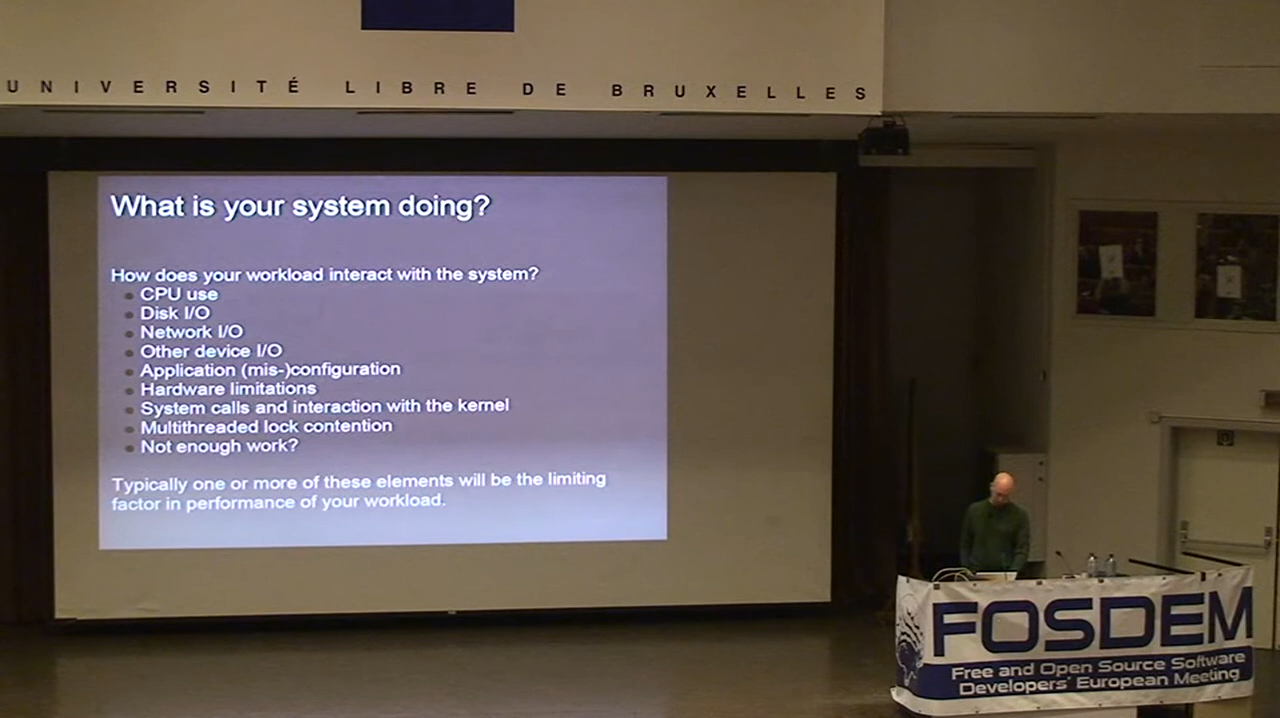 UNIVERSITÉ LIBRE DE BRUXELLES
What is your system doing?
How does your workload interact with the system?
CPU use
Disk I/O
Network I/O
Other device I/O
Application (mis-)configuration
Hardware limitations
System calls and interaction with the kernel
Multithreaded lock contention
Not enough work?
Typically one or more of these elements will be the limiting
factor in performance of your workload.
FOSDEM
Free and Open Source Software
Developers' European Meeting